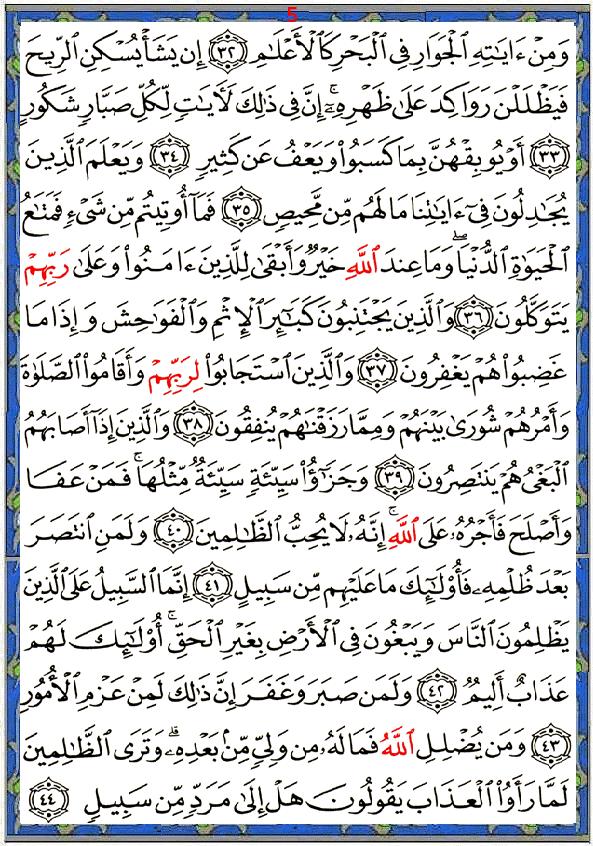 5
وَمِنْ ءَايَٰتِهِ ٱلْجَوَارِ فِى ٱلْبَحْرِ كَٱلْأَعْلَٰمِ ٣٢ إِن يَشَأْ يُسْكِنِ ٱلرِّيحَ
فَيَظْلَلْنَ رَوَاكِدَ عَلَىٰ ظَهْرِهِۦٓ ۚ إِنَّ فِى ذَٰلِكَ لَءَايَٰتٍ لِّكُلِّ صَبَّارٍ شَكُورٍ
٣٣ أَوْ يُوبِقْهُنَّ بِمَا كَسَبُوا۟ وَيَعْفُ عَن كَثِيرٍ ٣٤ وَيَعْلَمَ ٱلَّذِينَ
يُجَٰدِلُونَ فِىٓ ءَايَٰتِنَا مَا لَهُم مِّن مَّحِيصٍ ٣٥ فَمَآ أُوتِيتُم مِّن شَىْءٍ فَمَتَٰعُ
ٱلْحَيَوٰةِ ٱلدُّنْيَا ۖ وَمَا عِندَ ٱللَّهِ خَيْرٌ وَأَبْقَىٰ لِلَّذِينَ ءَامَنُوا۟ وَعَلَىٰ رَبِّهِمْ
يَتَوَكَّلُونَ ٣٦ وَٱلَّذِينَ يَجْتَنِبُونَ كَبَٰٓئِرَ ٱلْإِثْمِ وَٱلْفَوَٰحِشَ وَإِذَا مَا
غَضِبُوا۟ هُمْ يَغْفِرُونَ ٣٧ وَٱلَّذِينَ ٱسْتَجَابُوا۟ لِرَبِّهِمْ وَأَقَامُوا۟ ٱلصَّلَوٰةَ
وَأَمْرُهُمْ شُورَىٰ بَيْنَهُمْ وَمِمَّا رَزَقْنَٰهُمْ يُنفِقُونَ ٣٨ وَٱلَّذِينَ إِذَآ أَصَابَهُمُ
ٱلْبَغْىُ هُمْ يَنتَصِرُونَ ٣٩ وَجَزَٰٓؤُا۟ سَيِّئَةٍ سَيِّئَةٌ مِّثْلُهَا ۖ فَمَنْ عَفَا
وَأَصْلَحَ فَأَجْرُهُۥ عَلَى ٱللَّهِ ۚ إِنَّهُۥ لَا يُحِبُّ ٱلظَّٰلِمِينَ ٤٠ وَلَمَنِ ٱنتَصَرَ
بَعْدَ ظُلْمِهِۦ فَأُو۟لَٰٓئِكَ مَا عَلَيْهِم مِّن سَبِيلٍ ٤١ إِنَّمَا ٱلسَّبِيلُ عَلَى ٱلَّذِينَ
يَظْلِمُونَ ٱلنَّاسَ وَيَبْغُونَ فِى ٱلْأَرْضِ بِغَيْرِ ٱلْحَقِّ ۚ أُو۟لَٰٓئِكَ لَهُمْ
عَذَابٌ أَلِيمٌ ٤٢ وَلَمَن صَبَرَ وَغَفَرَ إِنَّ ذَٰلِكَ لَمِنْ عَزْمِ ٱلْأُمُورِ
٤٣ وَمَن يُضْلِلِ ٱللَّهُ فَمَا لَهُۥ مِن وَلِىٍّ مِّنۢ بَعْدِهِۦ ۗ وَتَرَى ٱلظَّٰلِمِينَ
لَمَّا رَأَوُا۟ ٱلْعَذَابَ يَقُولُونَ هَلْ إِلَىٰ مَرَدٍّ مِّن سَبِيلٍ ٤٤